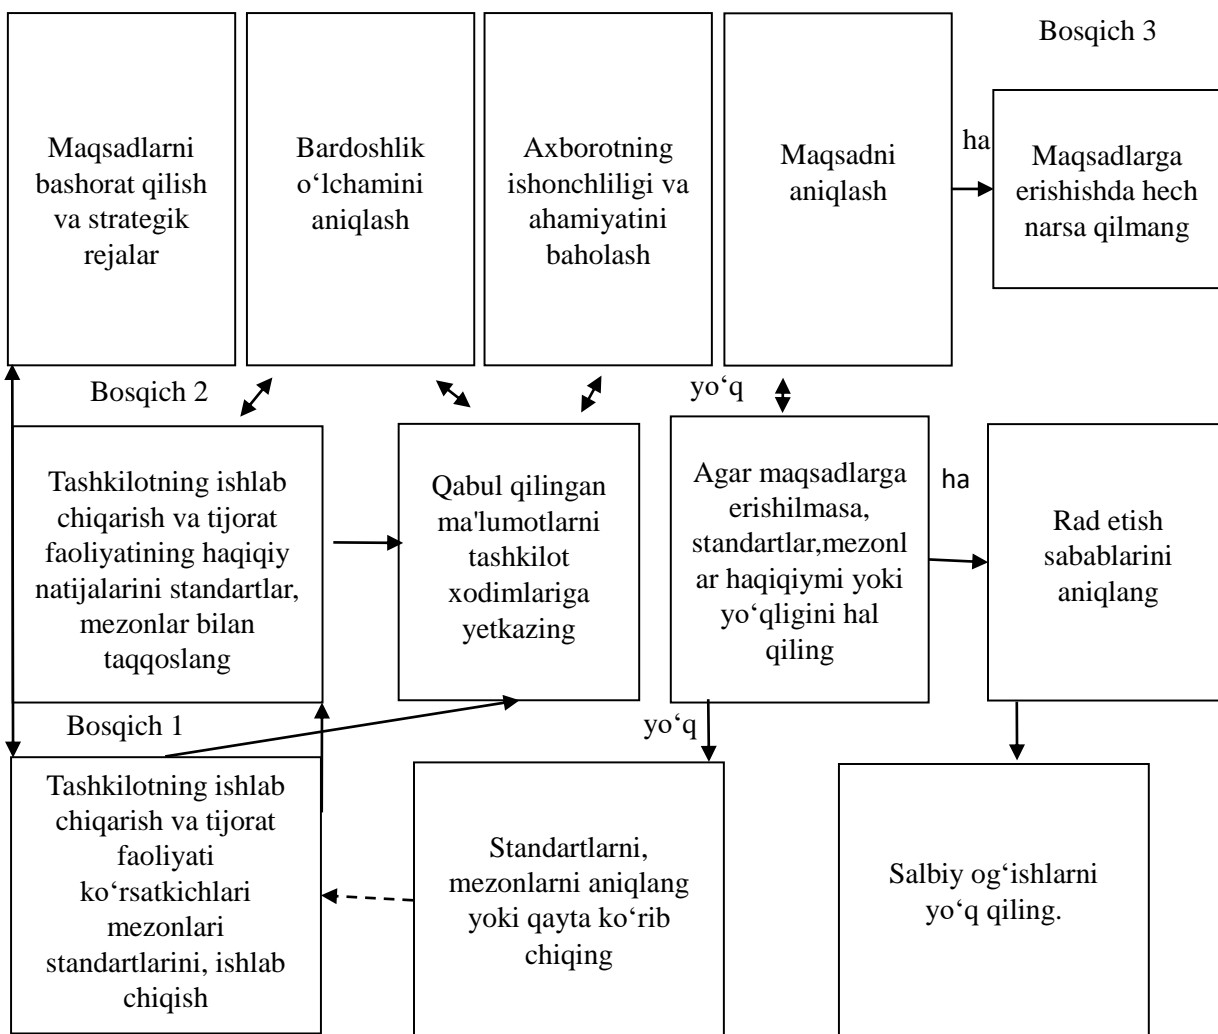 Bosqich 3
Maqsadlarni
bashorat qilish
va strategik
rejalar
Bardoshlik
o‘lchamini
aniqlash
Axborotning
ishonchliligi va
ahamiyatini
baholash
Maqsadni
aniqlash
ha
Maqsadlarga
erishishda hech
narsa qilmang
Bosqich 2
yo‘q
Tashkilotning ishlab
chiqarish va tijorat
faoliyatining haqiqiy
natijalarini standartlar,
mezonlar bilan
taqqoslang
Qabul qilingan
ma'lumotlarni
tashkilot
xodimlariga
yetkazing
Agar maqsadlarga
erishilmasa,
standartlar,mezonl
ar haqiqiymi yoki
yo‘qligini hal
qiling
ha
Rad etish
sabablarini
aniqlang
Bosqich 1
yo‘q
Tashkilotning ishlab
chiqarish va tijorat
faoliyati
ko‘rsatkichlari
mezonlari
standartlarini, ishlab
chiqish
Standartlarni,
mezonlarni aniqlang
yoki qayta ko‘rib
chiqing
Salbiy og‘ishlarni
yo‘q qiling.